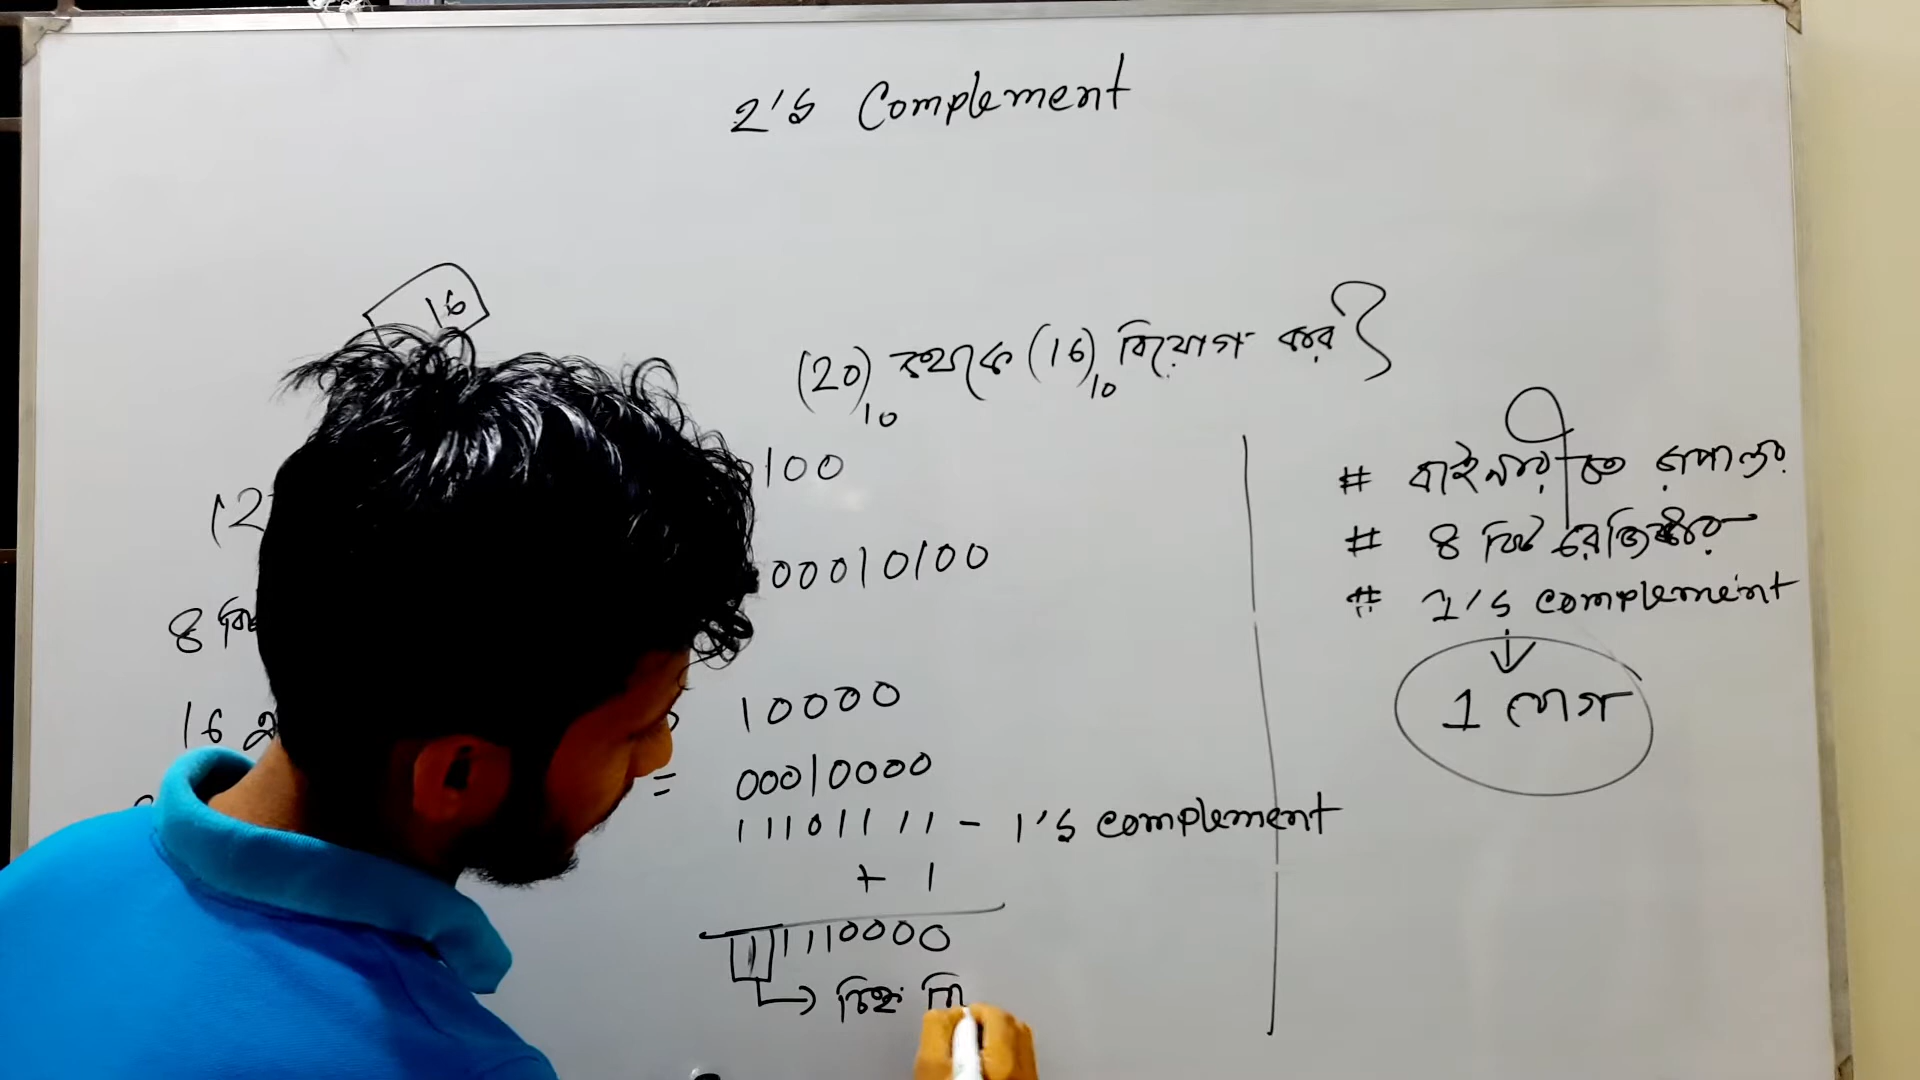 2's Complement
16
(20)10 থেকে (16)10 বিয়োগ কর?
(2
100
00010100
8
16
10000
= 00010000
11101111 - 1's complement
+ 1
11110000
→ চিহ্ন বি
# বাইনারি তে রূপান্তর
# 8 বিট রেজিস্টার
# 1's complement
↓
1 যোগ